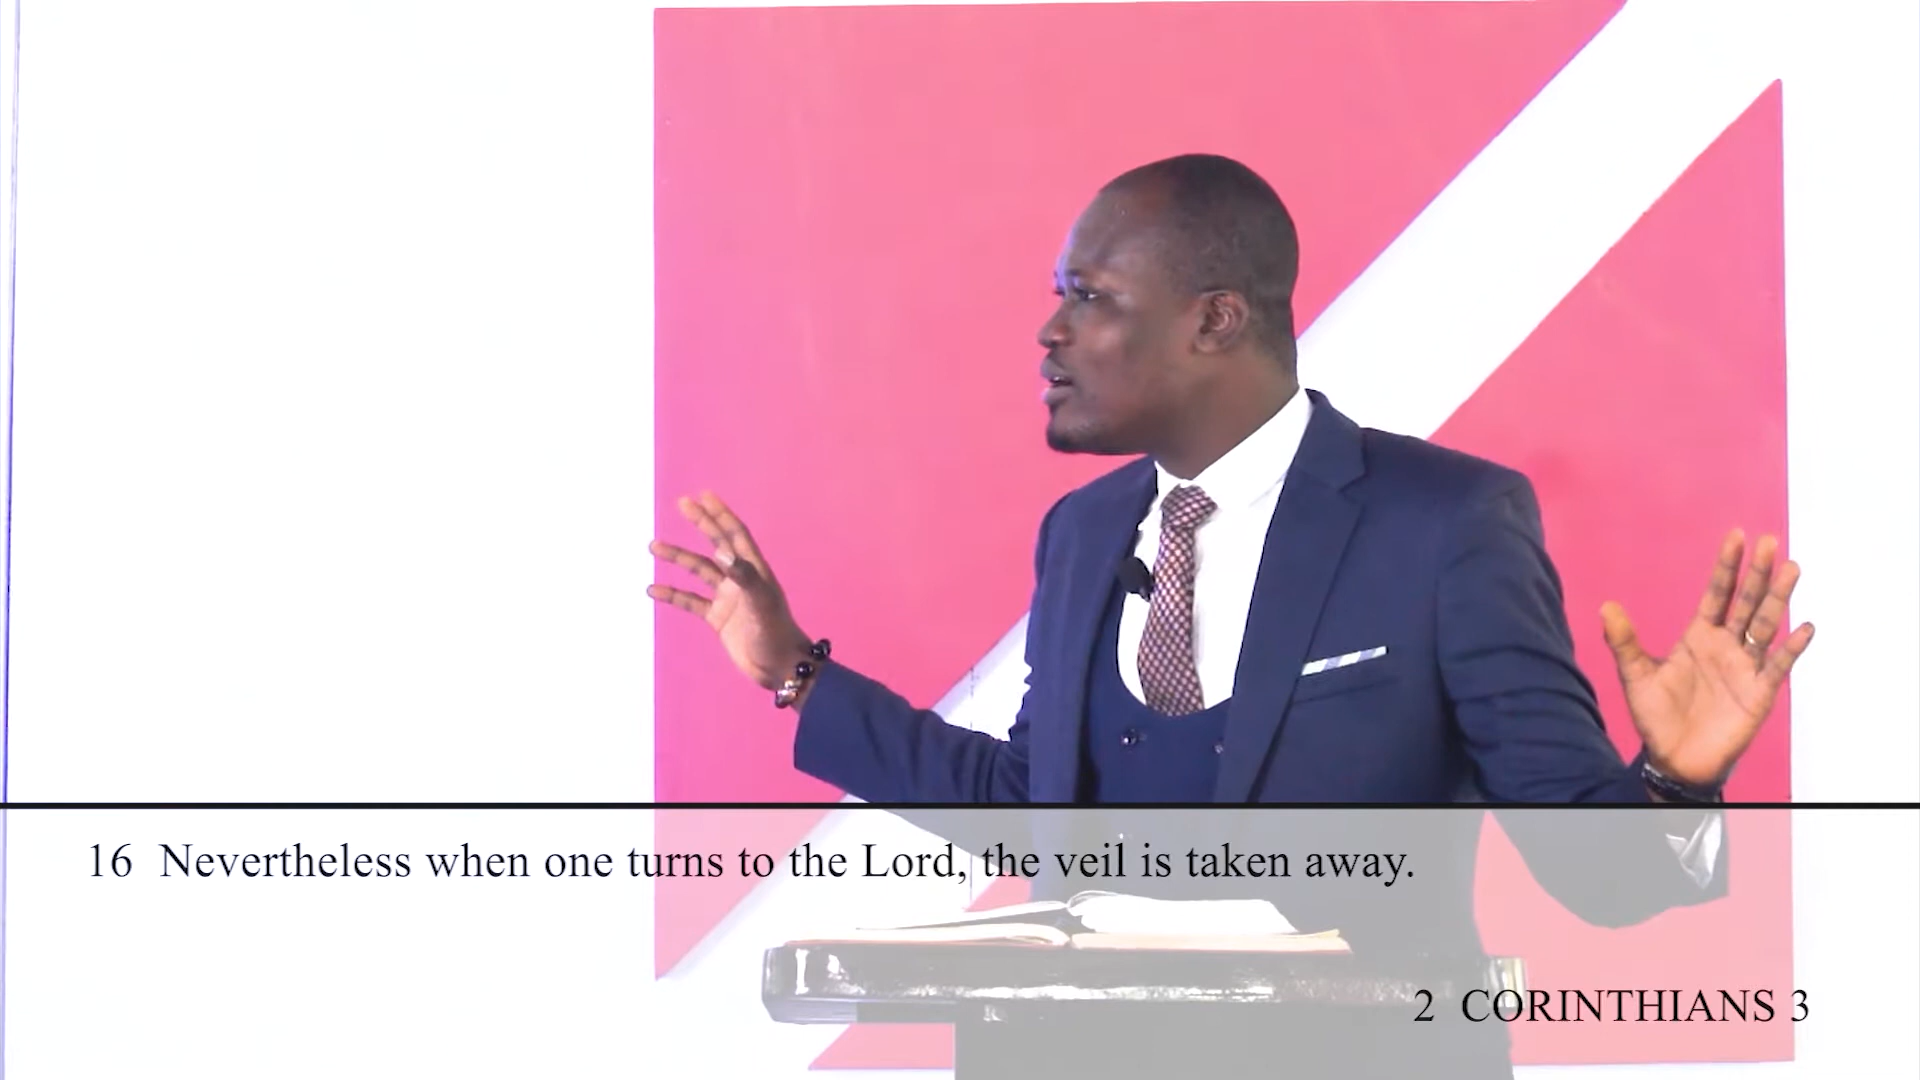 16 Nevertheless when one turns to the Lord, the veil is taken away.
2 CORINTHIANS 3